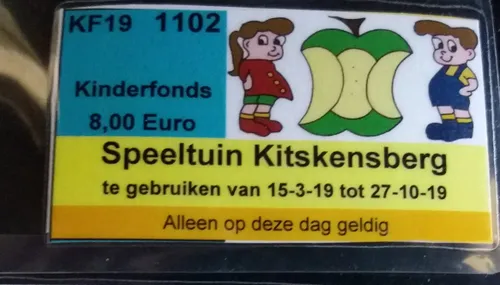 KF19 1102
Kinderfonds
8,00 Euro
Speeltuin Kitskensberg
te gebruiken van 15-3-19 tot 27-10-19
Alleen op deze dag geldig